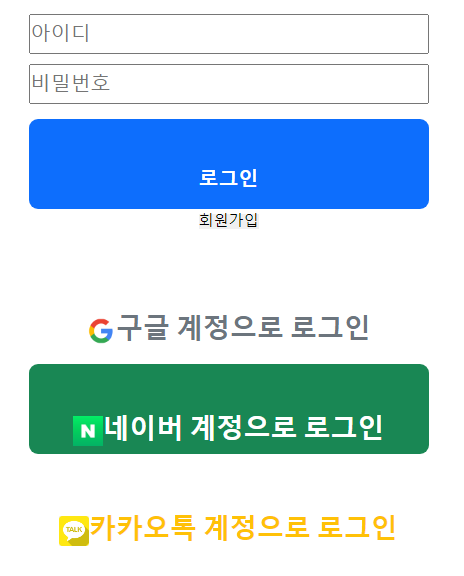 아이디
비밀번호
로그인
회원가입
구글 계정으로 로그인
N 네이버 계정으로 로그인
TALK 카카오톡 계정으로 로그인